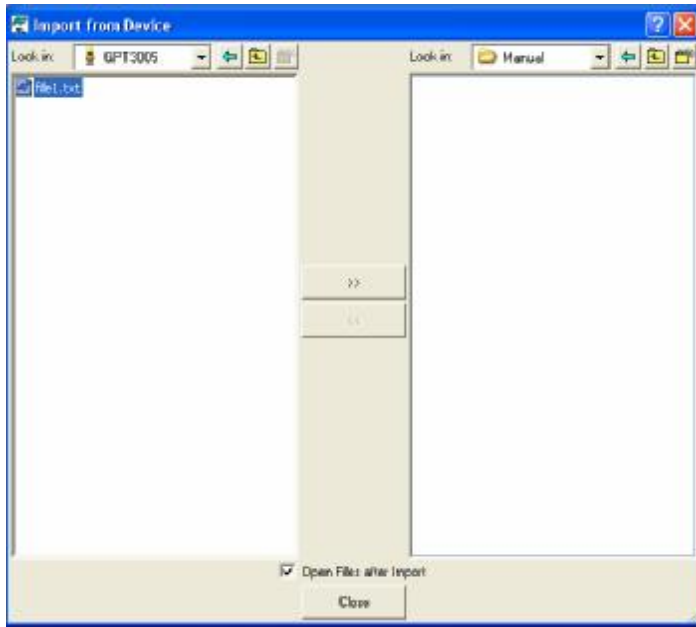 Import from Device
Look in: GPT3005
Look in: Manual
file1.txt
>>
<<
Open Files after Import
Close